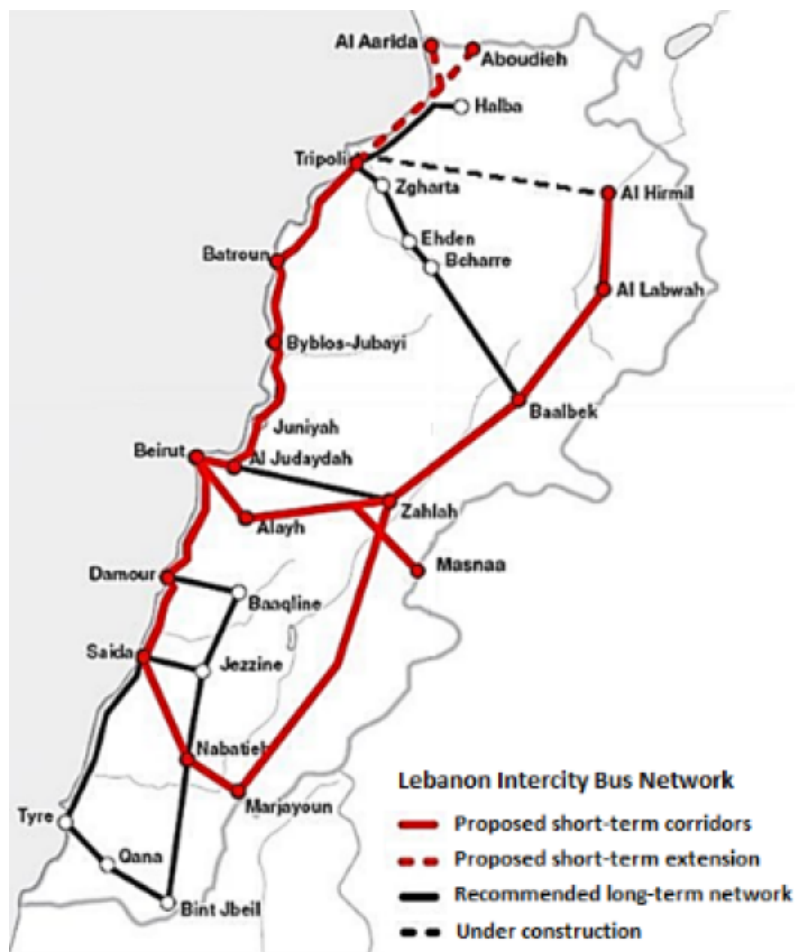 Al Aarida
Aboudieh
Halba
Tripoli
Zgharta
Al Hirmil
Ehden
Bcharre
Batroun
Al Labwah
Byblos-Jubayi
Baalbek
Juniyah
Beirut
Al Judaydah
Zahlah
Alayh
Masnaa
Damour
Baaqline
Saida
Jezzine
Nabatieh
Marjayoun
Tyre
Qana
Bint Jbeil
Lebanon Intercity Bus Network
Proposed short-term corridors
Proposed short-term extension
Recommended long-term network
Under construction